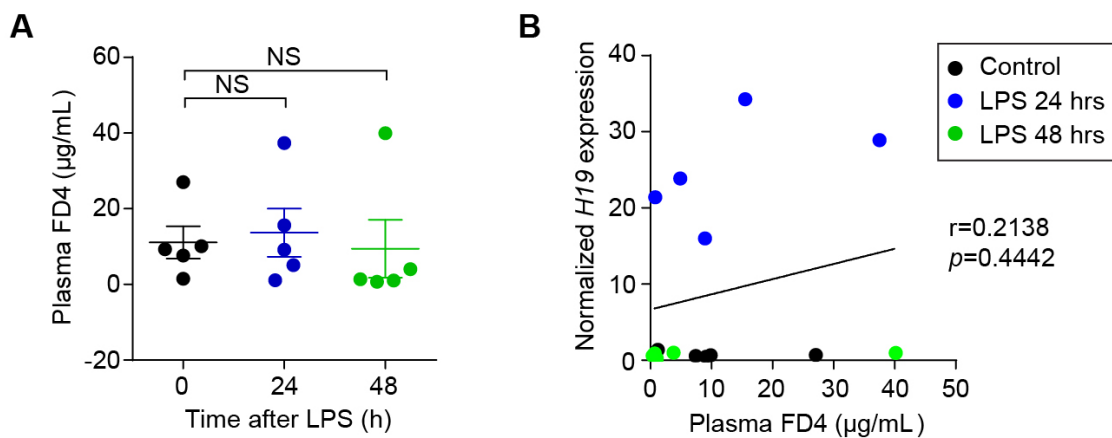 A
Plasma FD4 (µg/mL)
60
40
20
0
-20
NS
NS
0 24 48
Time after LPS (h)
B
Normalized H19 expression
40
30
20
10
0
0 10 20 30 40 50
Plasma FD4 (µg/mL)
Control
LPS 24 hrs
LPS 48 hrs
r=0.2138
p=0.4442